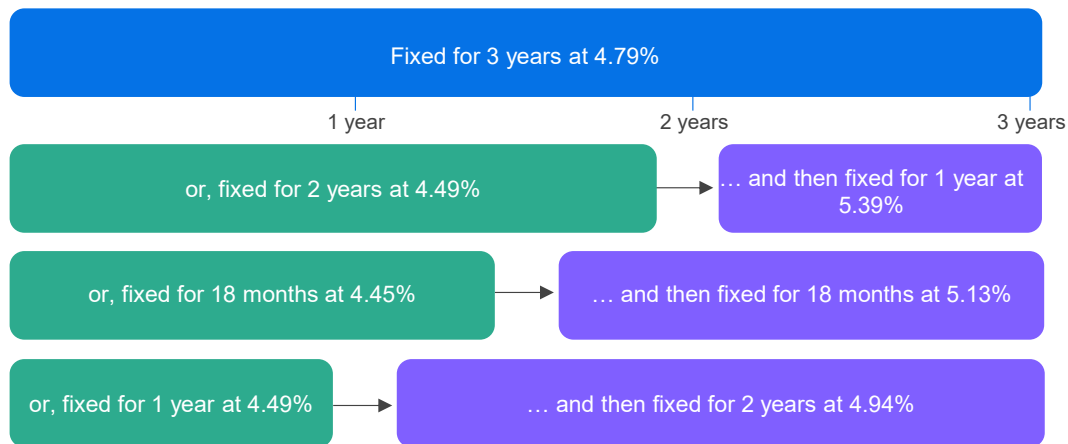 Fixed for 3 years at 4.79%
1 year
2 years
3 years
or, fixed for 2 years at 4.49%
… and then fixed for 1 year at
5.39%
or, fixed for 18 months at 4.45%
… and then fixed for 18 months at 5.13%
or, fixed for 1 year at 4.49%
… and then fixed for 2 years at 4.94%